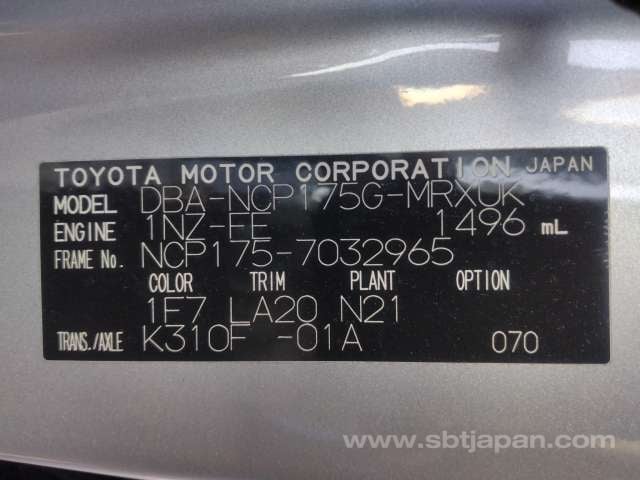 TOYOTA MOTOR CORPORATION JAPAN
MODEL DBA-NCP175G-MRXUK
ENGINE 1NZ-FE 1496 mL
FRAME No. NCP175-7032965
COLOR TRIM PLANT OPTION
1E7 LA20 N21
TRANS./AXLE K310F -01A 070
www.sbtjapan.com